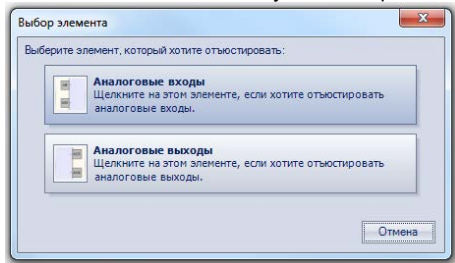 Выбор элемента
Выберите элемент, который хотите отъюстировать:
Аналоговые входы
Щелкните на этом элементе, если хотите отъюстировать
аналоговые входы.
Аналоговые выходы
Щелкните на этом элементе, если хотите отъюстировать
аналоговые выходы.
Отмена